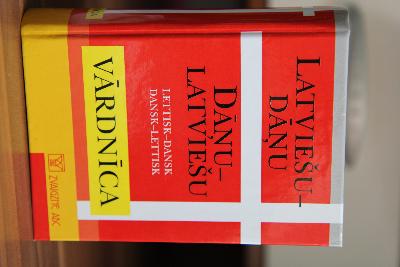 LATVIEŠU–
DĀŅU
DĀŅU–
LATVIEŠU
LETTISK–DANSK
DANSK–LETTISK
VĀRDNĪCA
ZVAIGZNE ABC